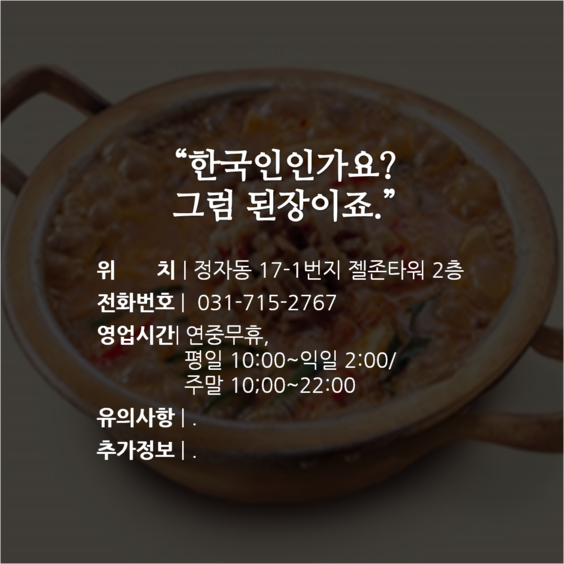 “한국인인가요?
그럼 된장이죠.”
위 치 | 정자동 17-1번지 젤존타워 2층
전화번호 | 031-715-2767
영업시간| 연중무휴,
평일 10:00~익일 2:00/
주말 10;00~22:00
유의사항 | .
추가정보 | .